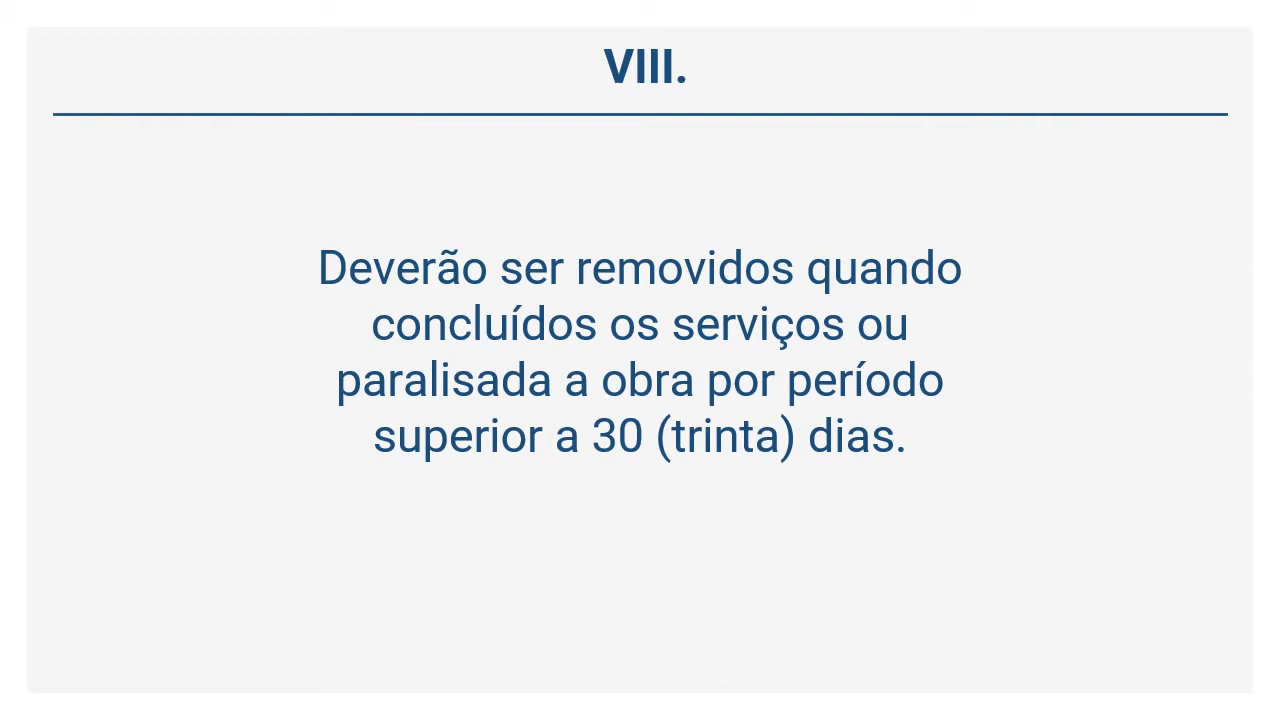 VIII.
Deverão ser removidos quando
concluídos os serviços ou
paralisada a obra por período
superior a 30 (trinta) dias.